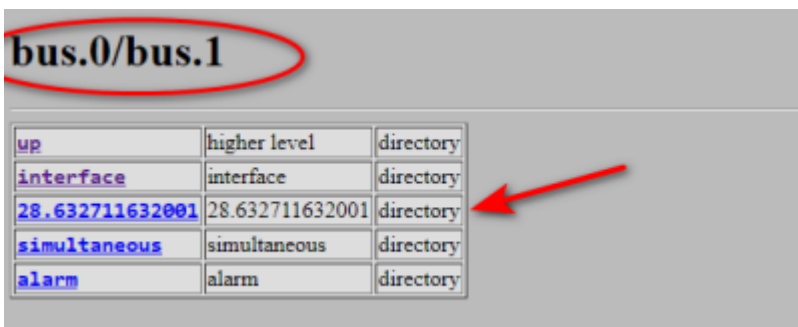 bus.0/bus.1
up higher level directory
interface interface directory
28.632711632001 28.632711632001 directory
simultaneous simultaneous directory
alarm alarm directory